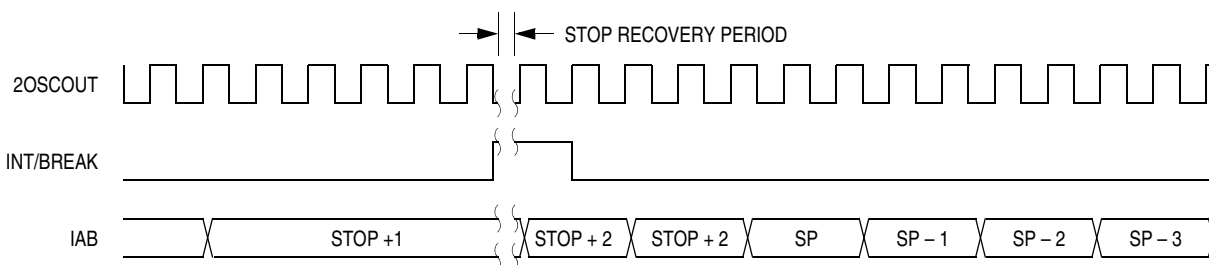 STOP RECOVERY PERIOD
2OSCOUT
INT/BREAK
IAB STOP +1 STOP + 2 STOP + 2 SP SP – 1 SP – 2 SP – 3